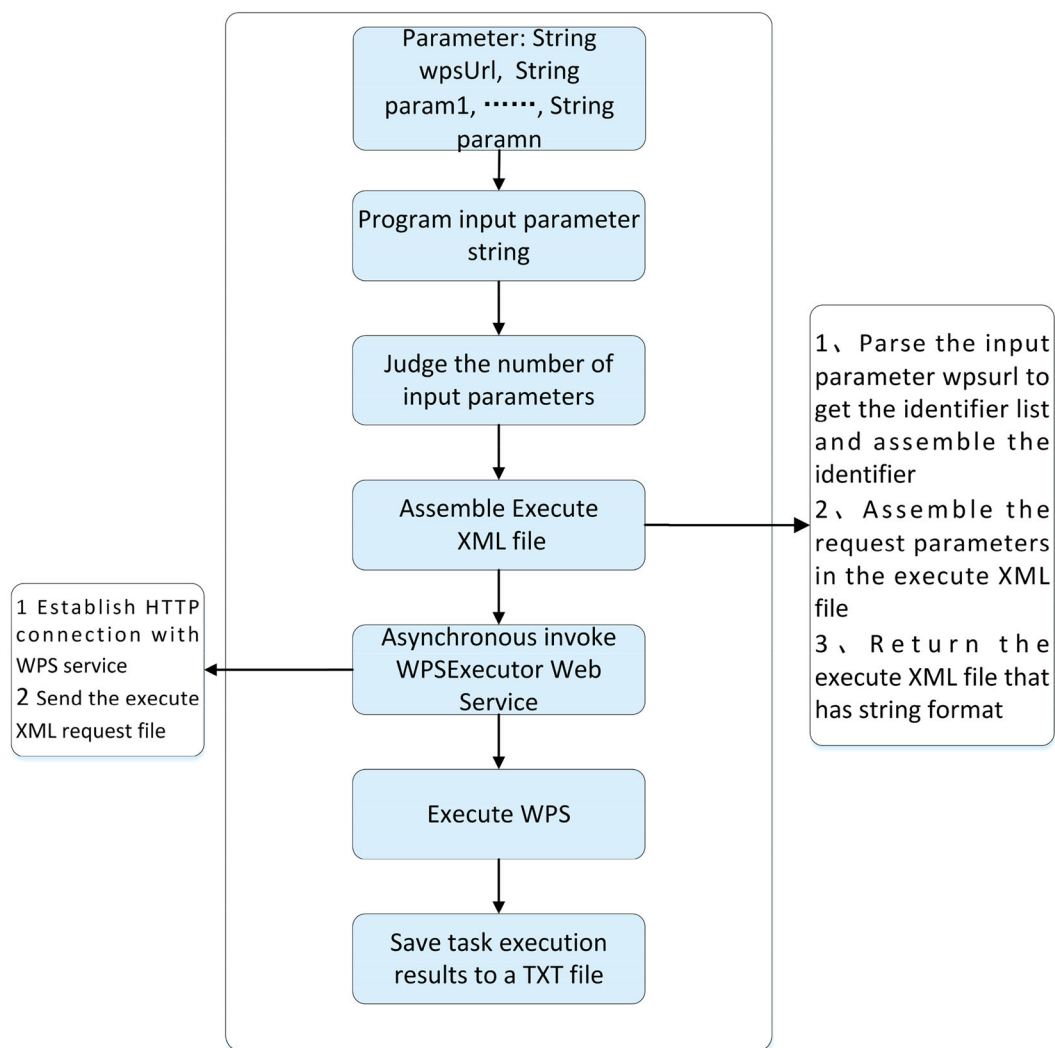 Parameter: String
wpsUrl, String
param1, ······, String
paramn
Program input parameter
string
Judge the number of
input parameters
Assemble Execute
XML file
1、Parse the input
parameter wpsurl to
get the identifier list
and assemble the
identifier
2、Assemble the
request parameters
in the execute XML
file
3、Return the
execute XML file that
has string format
Asynchronous invoke
WPSExecutor Web
Service
1 Establish HTTP
connection with
WPS service
2 Send the execute
XML request file
Execute WPS
Save task execution
results to a TXT file